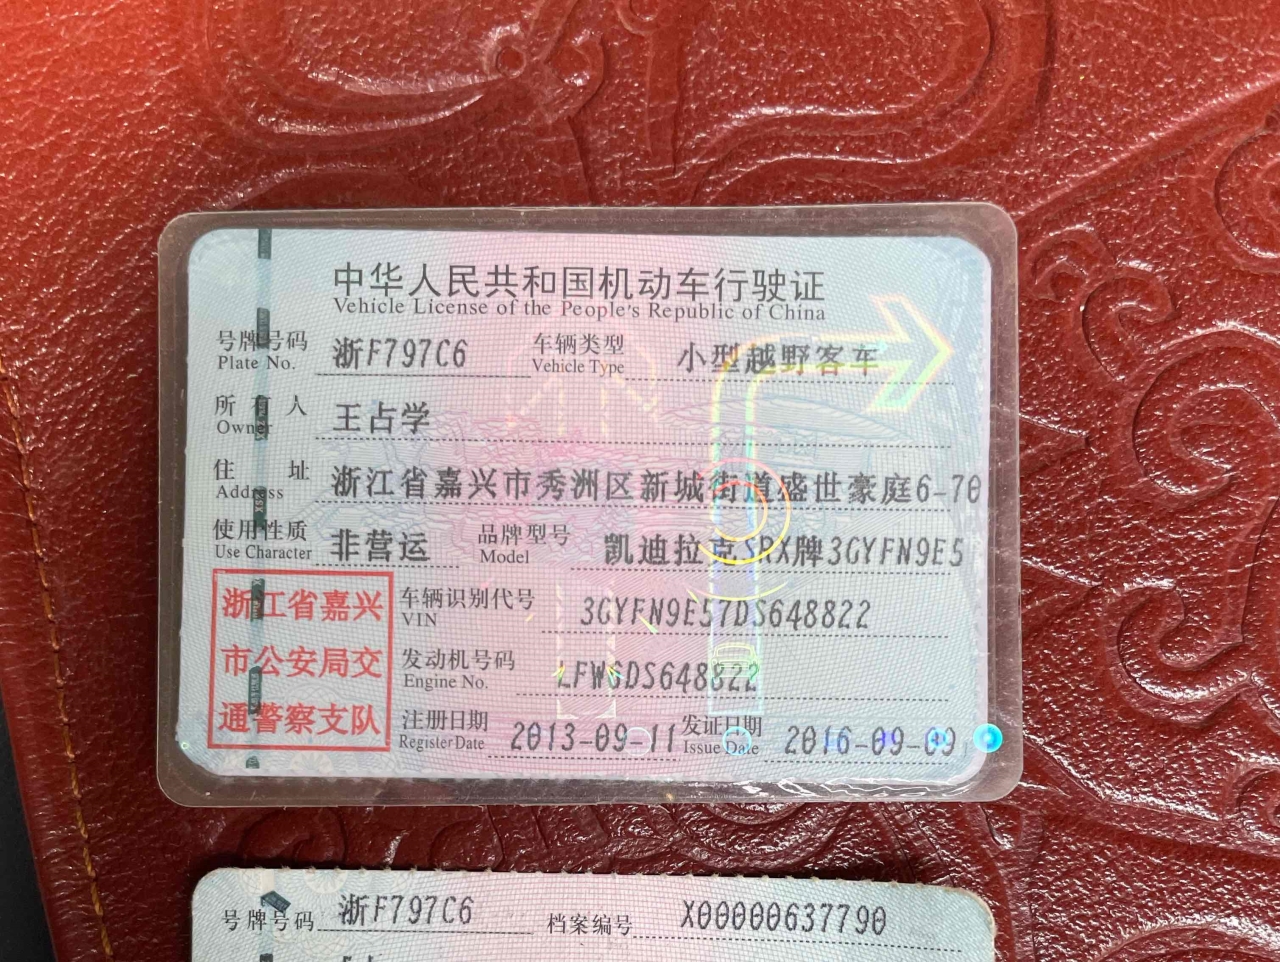 中华人民共和国机动车行驶证
Vehicle License of the People's Republic of China
号牌号码 浙F797C6 车辆类型 小型越野客车
Plate No. Vehicle Type
所有人 王占学
Owner
住址 浙江省嘉兴市秀洲区新城街道盛世豪庭6-70
Address
使用性质 非营运 品牌型号 凯迪拉克SRX牌3GYFN9E5
Use Character Model
浙江省嘉兴
市公安局交
通警察支队
车辆识别代号 3GYFN9E57DS648822
VIN
发动机号码 LFW6DS648822
Engine No.
注册日期 2013-09-11 发证日期 2016-09-09
Register Date Issue Date
号牌号码 浙F797C6 档案编号 X00000637790